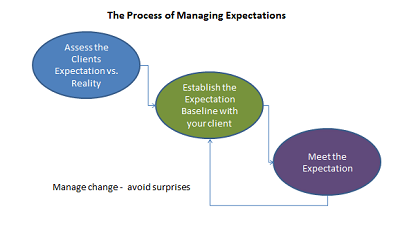 The Process of Managing Expectations
Assess the
Clients
Expectation vs.
Reality
Establish the
Expectation
Baseline with
your client
Meet the
Expectation
Manage change - avoid surprises